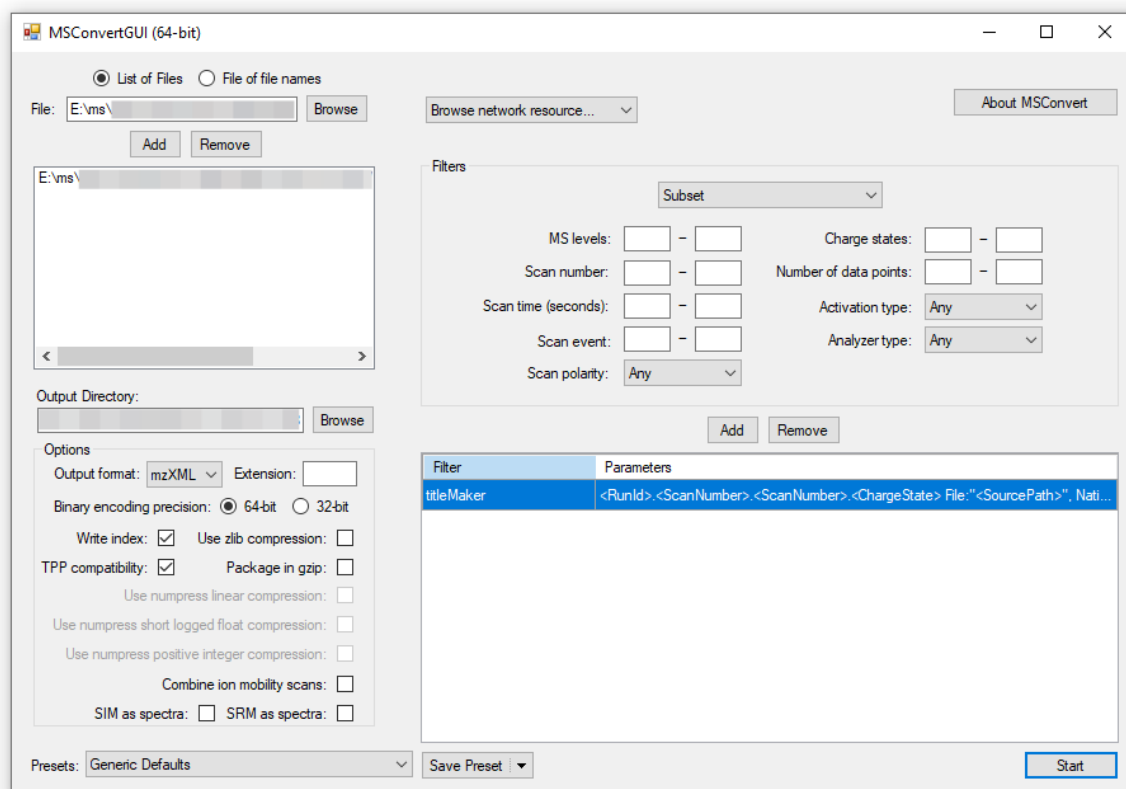 MSConvertGUI (64-bit)
List of Files File of file names
File: E:\ms\ Browse
Browse network resource...
About MSConvert
Add Remove
E:\ms\
Filters
Subset
MS levels: –
Charge states: –
Scan number: –
Number of data points: –
Scan time (seconds): –
Activation type: Any
Scan event: –
Analyzer type: Any
Scan polarity: Any
Output Directory:
Browse
Add Remove
Options
Output format: mzXML Extension:
Binary encoding precision: 64-bit 32-bit
Write index: Use zlib compression:
TPP compatibility: Package in gzip:
Use numpress linear compression:
Use numpress short logged float compression:
Use numpress positive integer compression:
Combine ion mobility scans:
SIM as spectra: SRM as spectra:
Filter Parameters
titleMaker <RunId>.<ScanNumber>.<ScanNumber>.<ChargeState> File:"<SourcePath>", Nati...
Presets: Generic Defaults
Save Preset
Start